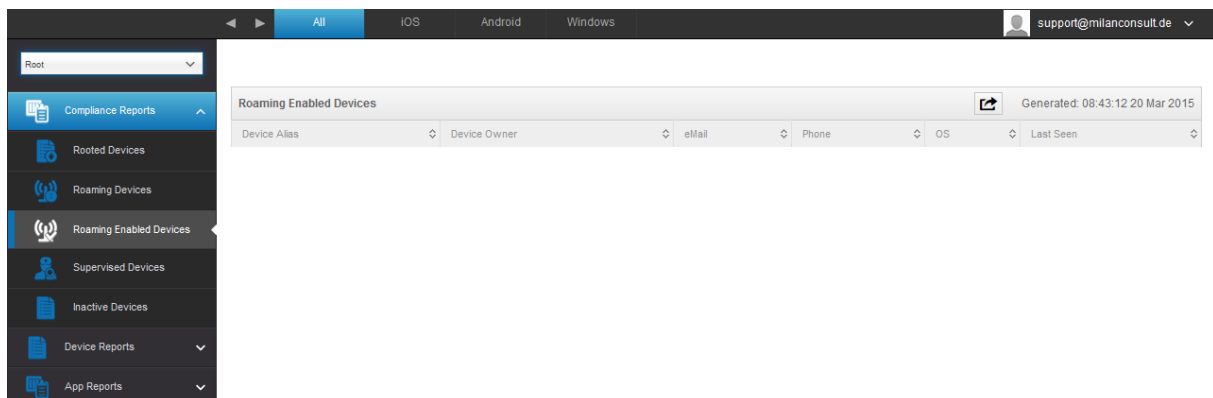 All iOS Android Windows support@milanconsult.de
Root
Compliance Reports
Rooted Devices
Roaming Devices
Roaming Enabled Devices
Supervised Devices
Inactive Devices
Device Reports
App Reports
Roaming Enabled Devices Generated: 08:43:12 20 Mar 2015
Device Alias Device Owner eMail Phone OS Last Seen